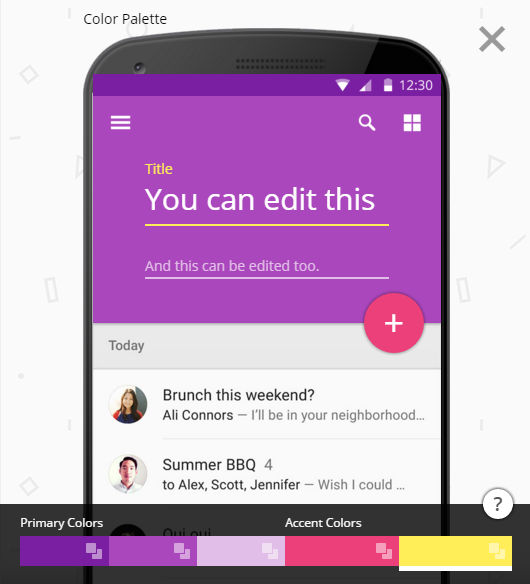 Color Palette
12:30
Title
You can edit this
And this can be edited too.
+
Today
Brunch this weekend?
Ali Connors — I'll be in your neighborhood...
Summer BBQ 4
to Alex, Scott, Jennifer — Wish I could ...
Oui oui
?
Primary Colors
Accent Colors